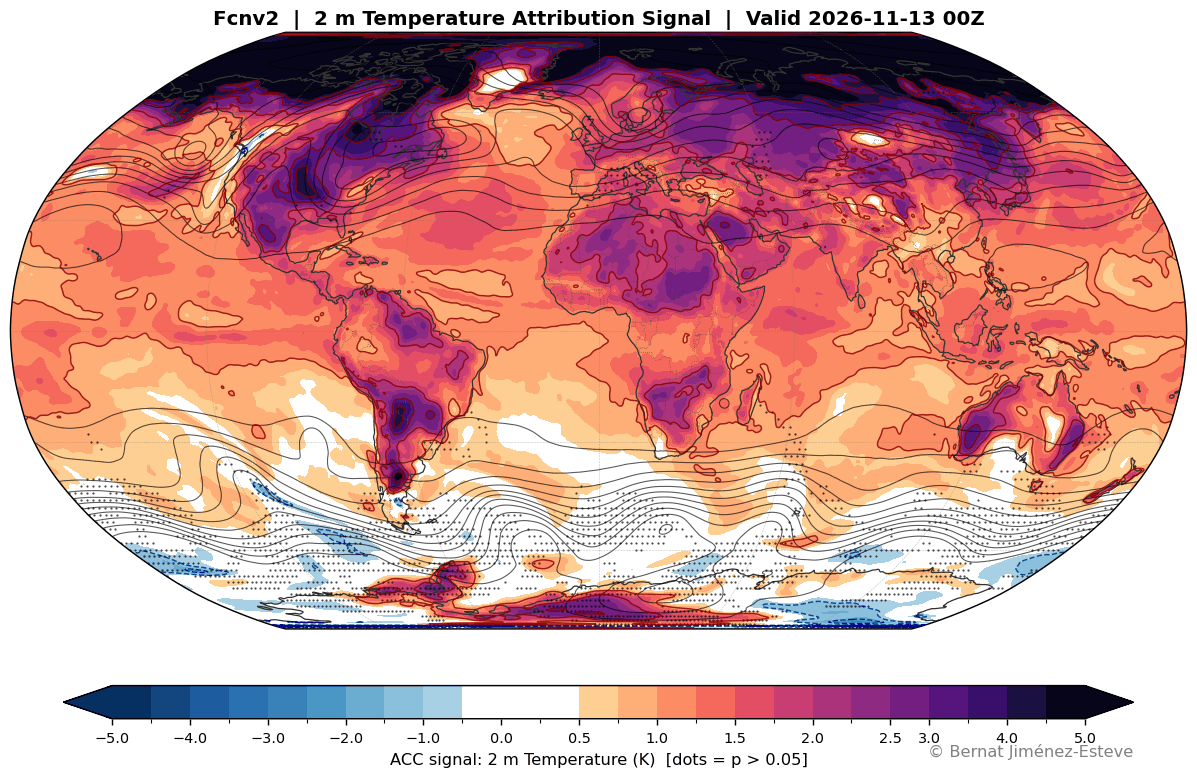 Fcnv2 | 2 m Temperature Attribution Signal | Valid 2026-11-13 00Z
−5.0 −4.0 −3.0 −2.0 −1.0 0.0 0.5 1.0 1.5 2.0 2.5 3.0 4.0 5.0
ACC signal: 2 m Temperature (K) [dots = p > 0.05]
© Bernat Jiménez-Esteve